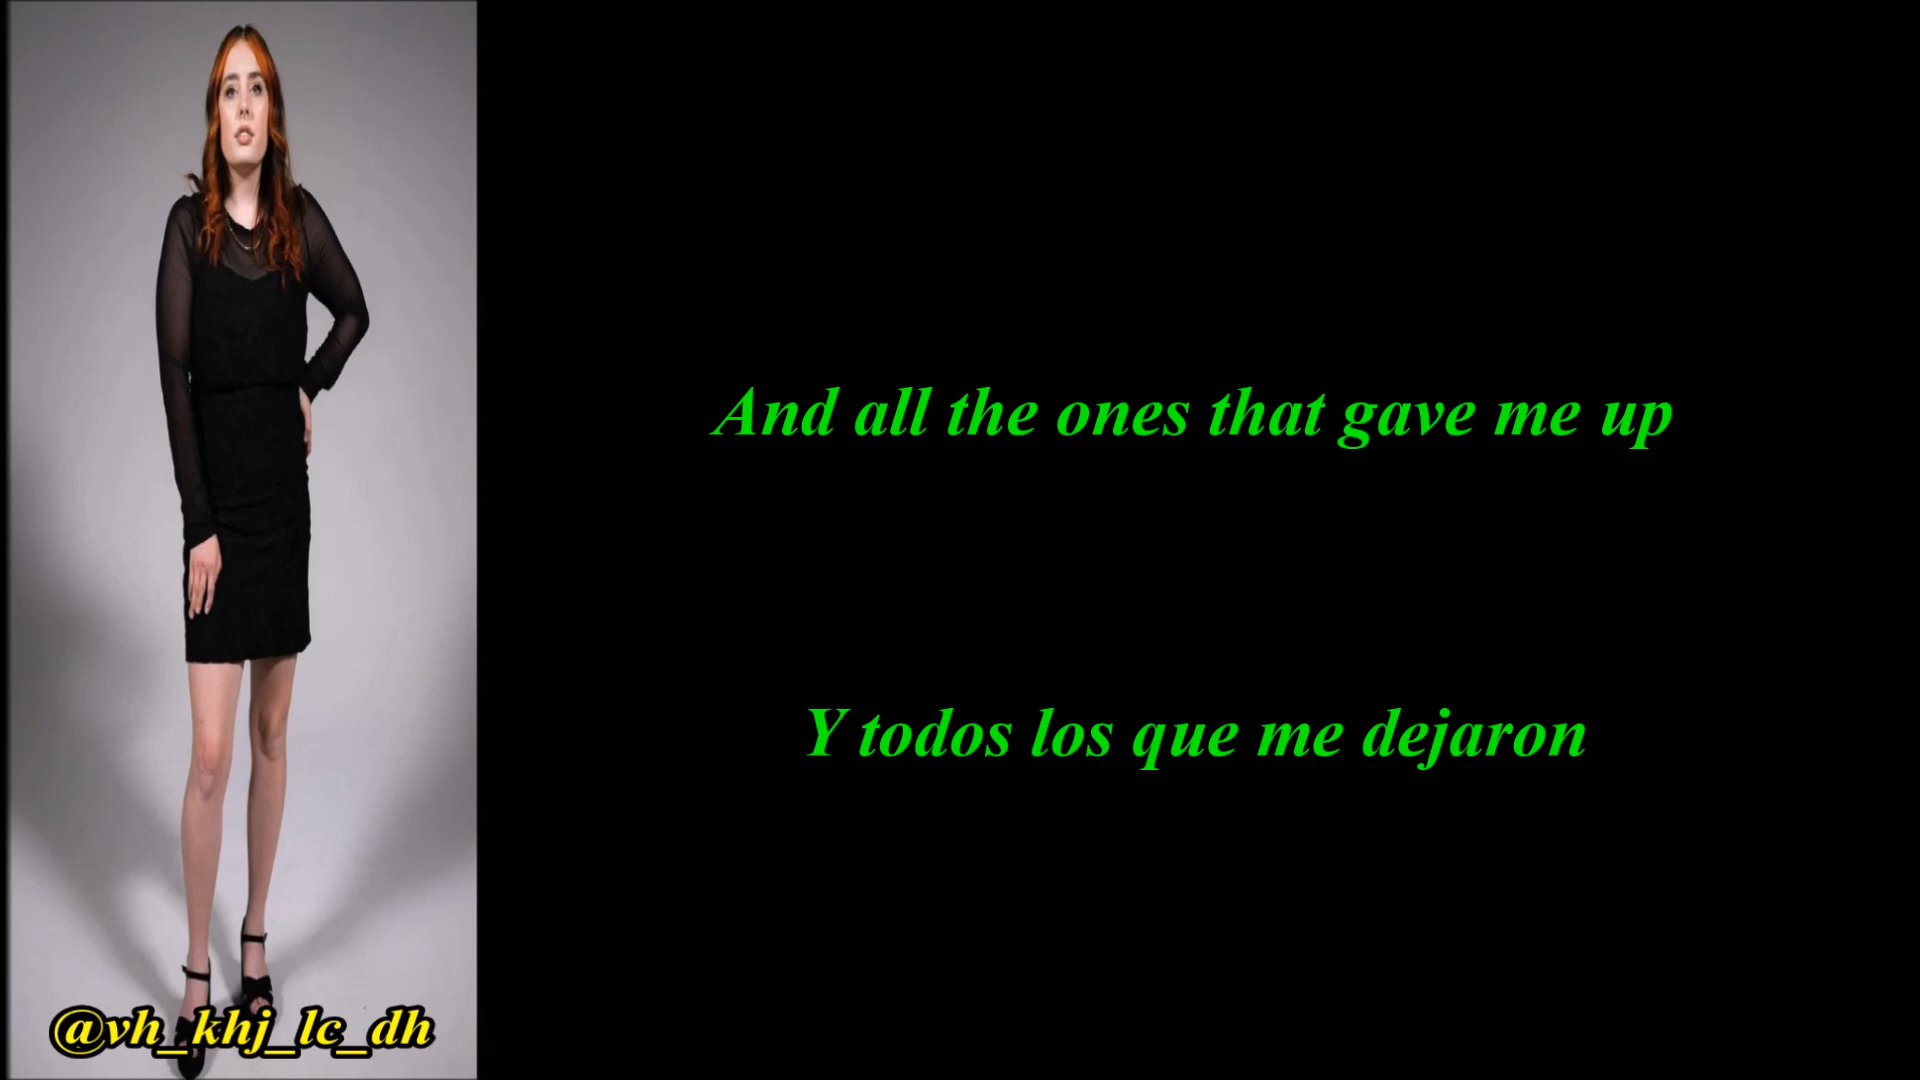 And all the ones that gave me up
Y todos los que me dejaron
@vh_khj_lc_dh